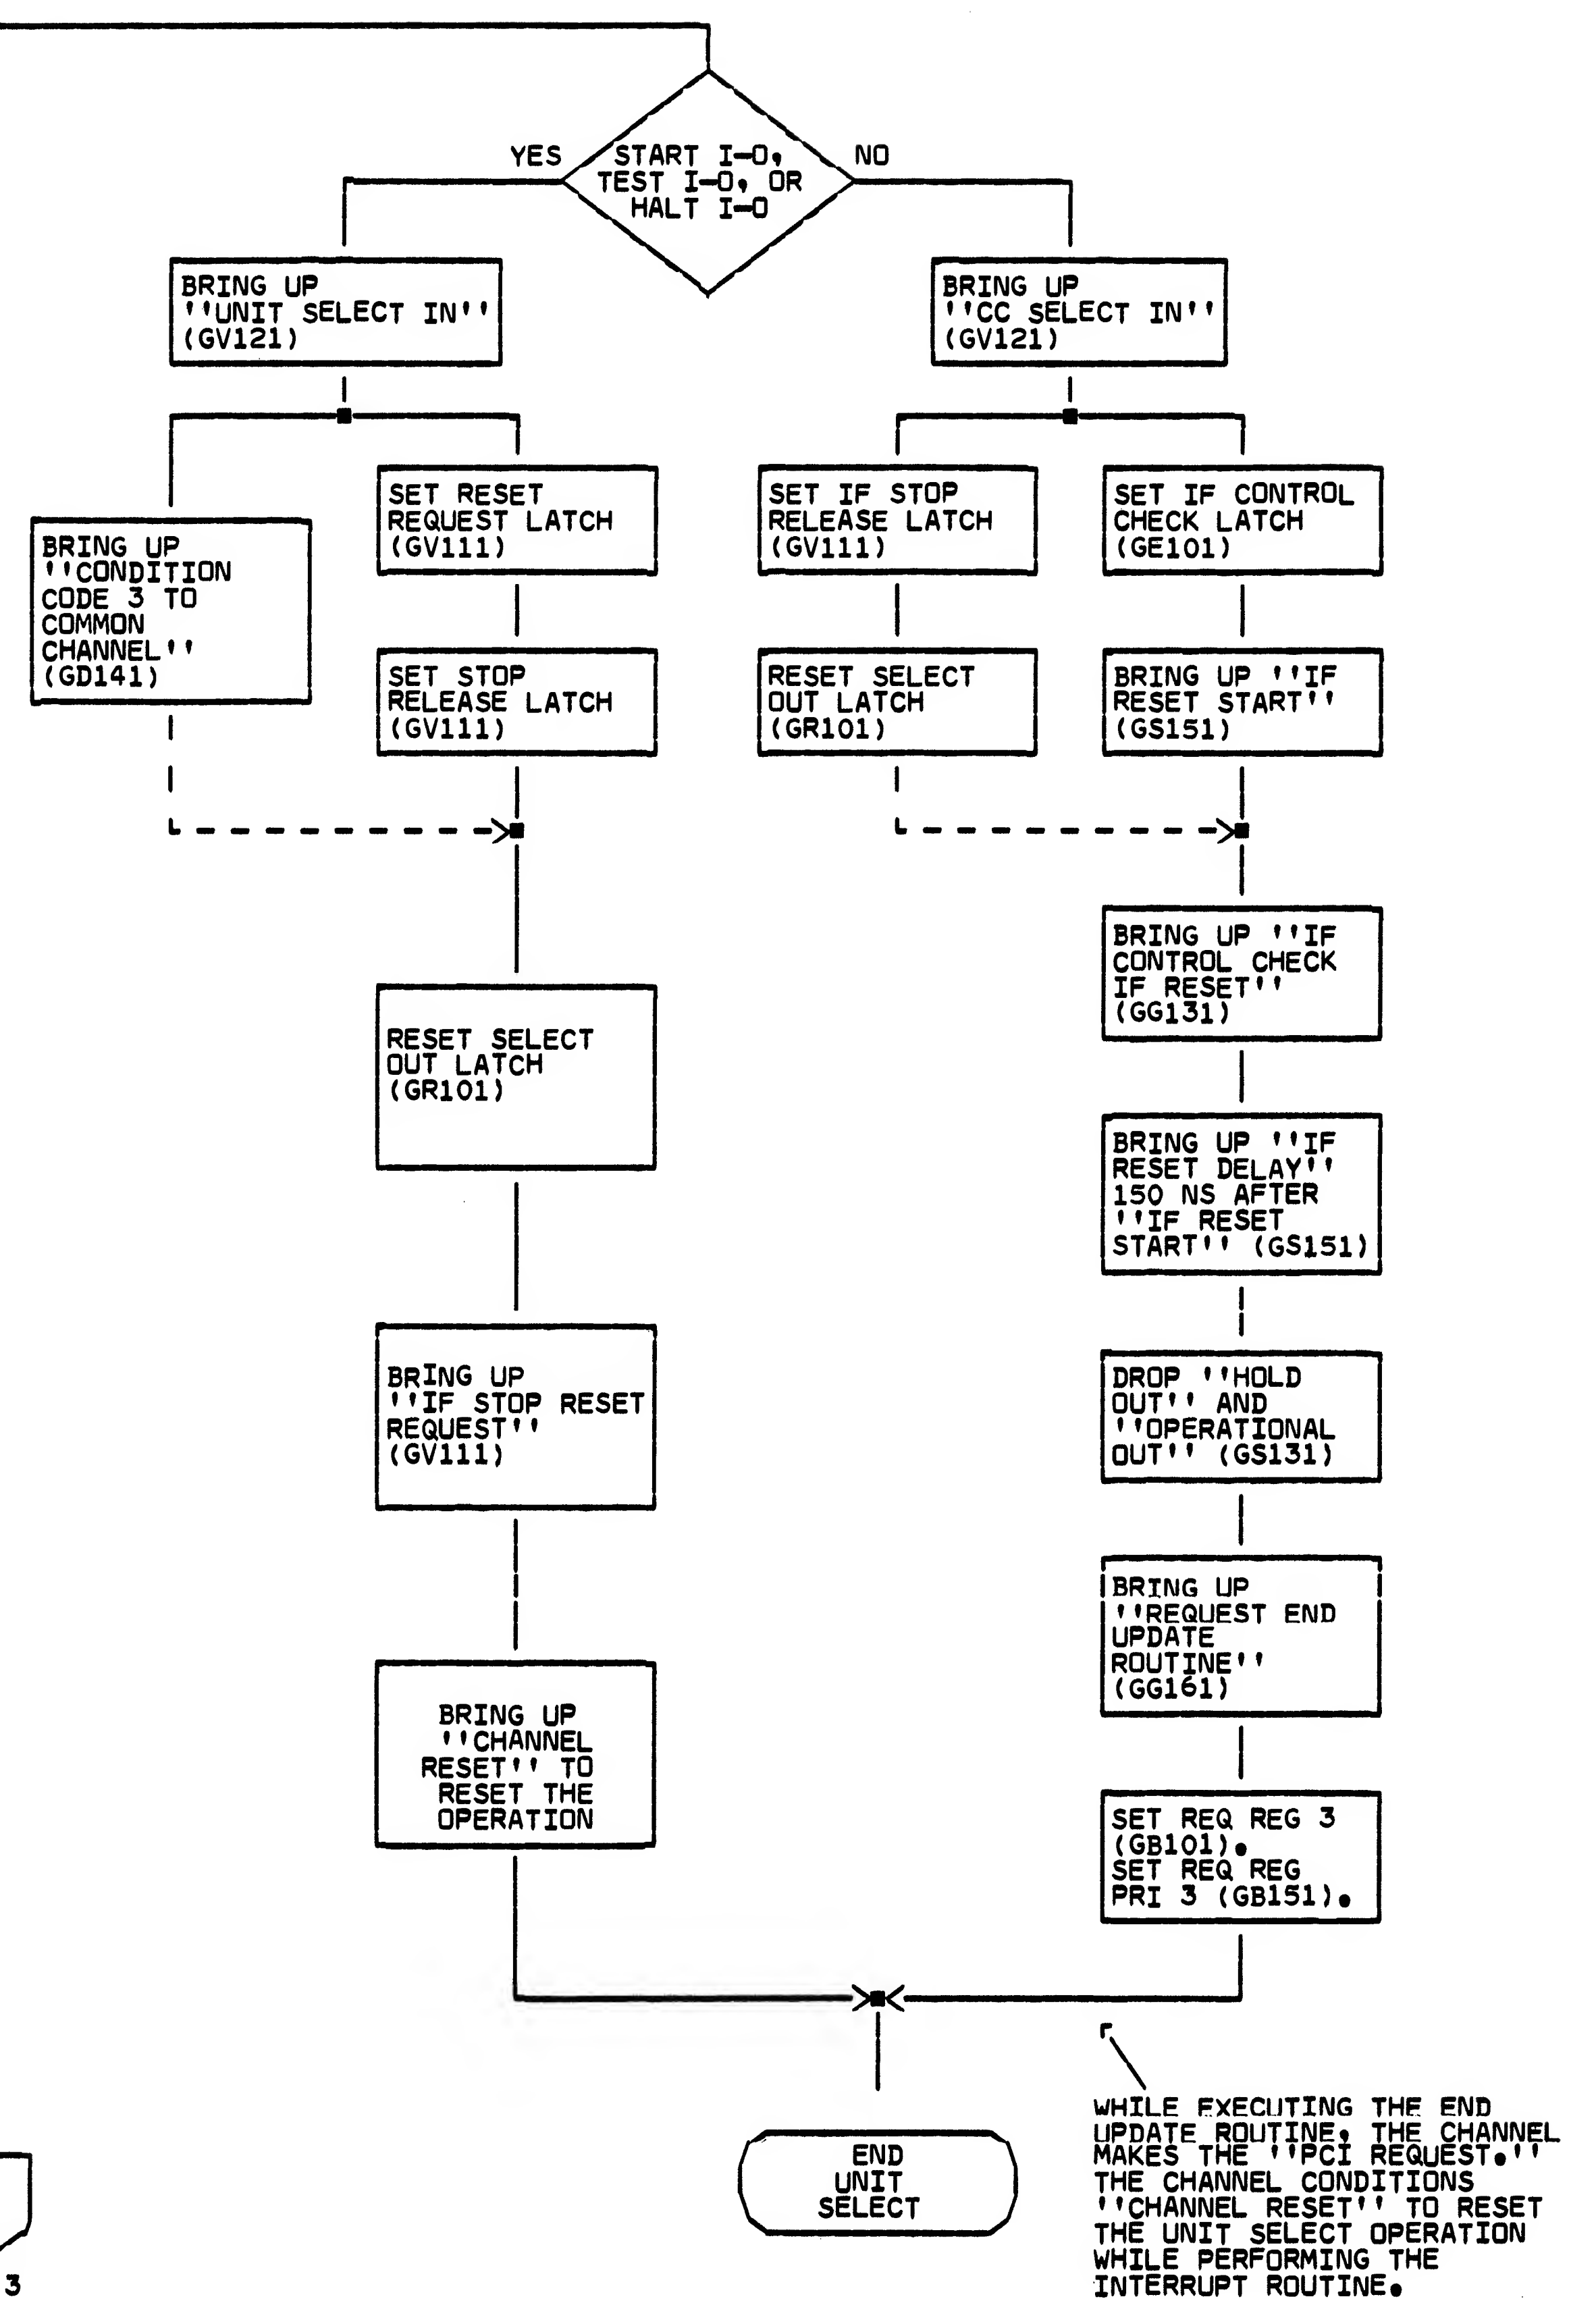 YES
START I-O,
TEST I-O, OR
HALT I-O
NO
BRING UP
''UNIT SELECT IN''
(GV121)
BRING UP
''CC SELECT IN''
(GV121)
BRING UP
''CONDITION
CODE 3 TO
COMMON
CHANNEL''
(GD141)
SET RESET
REQUEST LATCH
(GV111)
SET STOP
RELEASE LATCH
(GV111)
SET IF STOP
RELEASE LATCH
(GV111)
RESET SELECT
OUT LATCH
(GR101)
SET IF CONTROL
CHECK LATCH
(GE101)
BRING UP ''IF
RESET START''
(GS151)
RESET SELECT
OUT LATCH
(GR101)
BRING UP
''IF STOP RESET
REQUEST''
(GV111)
BRING UP
''CHANNEL
RESET'' TO
RESET THE
OPERATION
BRING UP ''IF
CONTROL CHECK
IF RESET''
(GG131)
BRING UP ''IF
RESET DELAY''
150 NS AFTER
''IF RESET
START'' (GS151)
DROP ''HOLD
OUT'' AND
''OPERATIONAL
OUT'' (GS131)
BRING UP
''REQUEST END
UPDATE
ROUTINE''
(GG161)
SET REQ REG 3
(GB101).
SET REQ REG
PRI 3 (GB151).
END
UNIT
SELECT
WHILE EXECUTING THE END
UPDATE ROUTINE, THE CHANNEL
MAKES THE ''PCI REQUEST.''
THE CHANNEL CONDITIONS
''CHANNEL RESET'' TO RESET
THE UNIT SELECT OPERATION
WHILE PERFORMING THE
INTERRUPT ROUTINE.
3